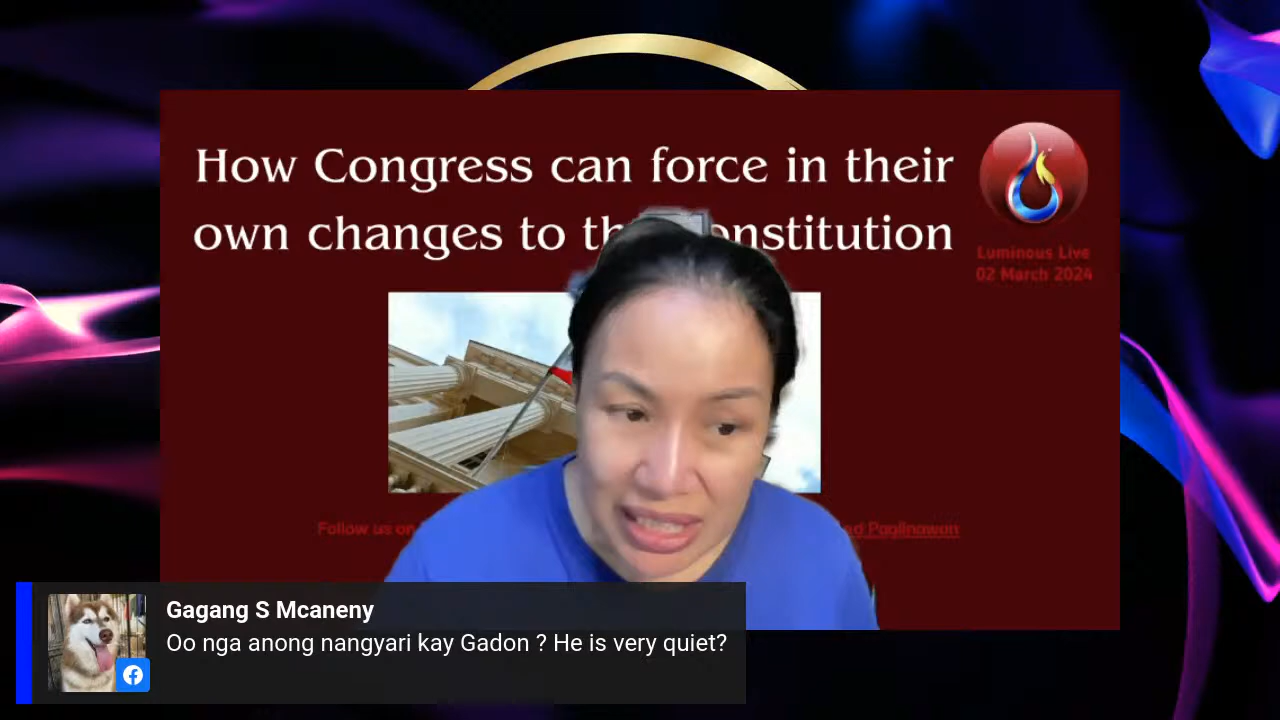 How Congress can force in their
own changes to th onstitution
Luminous Live
02 March 2024
Follow us on
Paglinawan
Gagang S Mcaneny
Oo nga anong nangyari kay Gadon ? He is very quiet?